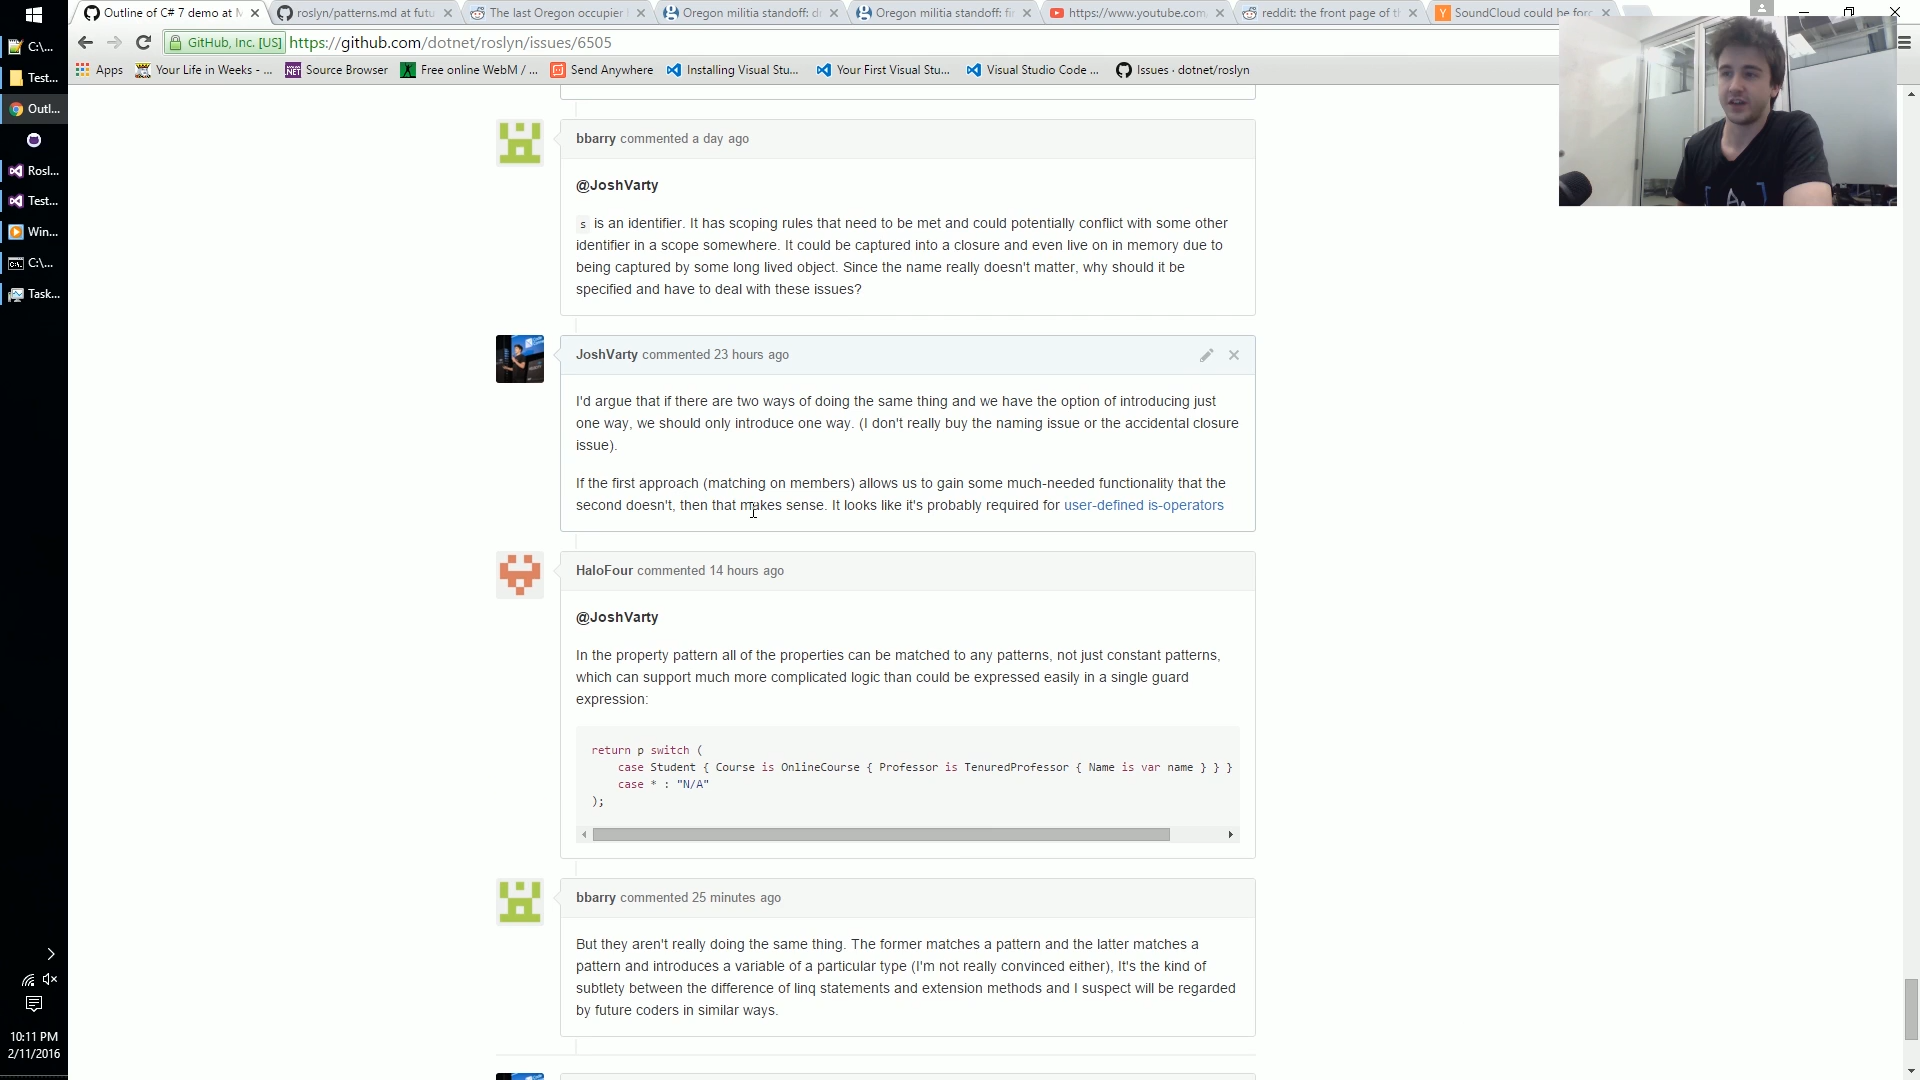 Outline of C# 7 demo at M
roslyn/patterns.md at futu
The last Oregon occupier
Oregon militia standoff: d
Oregon militia standoff: fi
https://www.youtube.com
reddit: the front page of t
SoundCloud could be for
GitHub, Inc. [US]
https://github.com/dotnet/roslyn/issues/6505
Apps
Your Life in Weeks - ...
Source Browser
Free online WebM / ...
Send Anywhere
Installing Visual Stu...
Your First Visual Stu...
Visual Studio Code ...
Issues · dotnet/roslyn
C:\...
Test...
Outl...
Rosl...
Test...
Win...
C:\...
Task...
bbarry commented a day ago
@JoshVarty
s is an identifier. It has scoping rules that need to be met and could potentially conflict with some other
identifier in a scope somewhere. It could be captured into a closure and even live on in memory due to
being captured by some long lived object. Since the name really doesn't matter, why should it be
specified and have to deal with these issues?
JoshVarty commented 23 hours ago
I'd argue that if there are two ways of doing the same thing and we have the option of introducing just
one way, we should only introduce one way. (I don't really buy the naming issue or the accidental closure
issue).
If the first approach (matching on members) allows us to gain some much-needed functionality that the
second doesn't, then that makes sense. It looks like it's probably required for user-defined is-operators
HaloFour commented 14 hours ago
@JoshVarty
In the property pattern all of the properties can be matched to any patterns, not just constant patterns,
which can support much more complicated logic than could be expressed easily in a single guard
expression:
return p switch (
case Student { Course is OnlineCourse { Professor is TenuredProfessor { Name is var name } } }
case * : "N/A"
);
bbarry commented 25 minutes ago
But they aren't really doing the same thing. The former matches a pattern and the latter matches a
pattern and introduces a variable of a particular type (I'm not really convinced either), It's the kind of
subtlety between the difference of linq statements and extension methods and I suspect will be regarded
by future coders in similar ways.
10:11 PM
2/11/2016